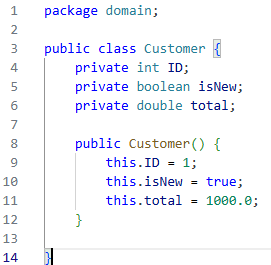 1 package domain;
2
3 public class Customer {
4 private int ID;
5 private boolean isNew;
6 private double total;
7
8 public Customer() {
9 this.ID = 1;
10 this.isNew = true;
11 this.total = 1000.0;
12 }
13
14 }